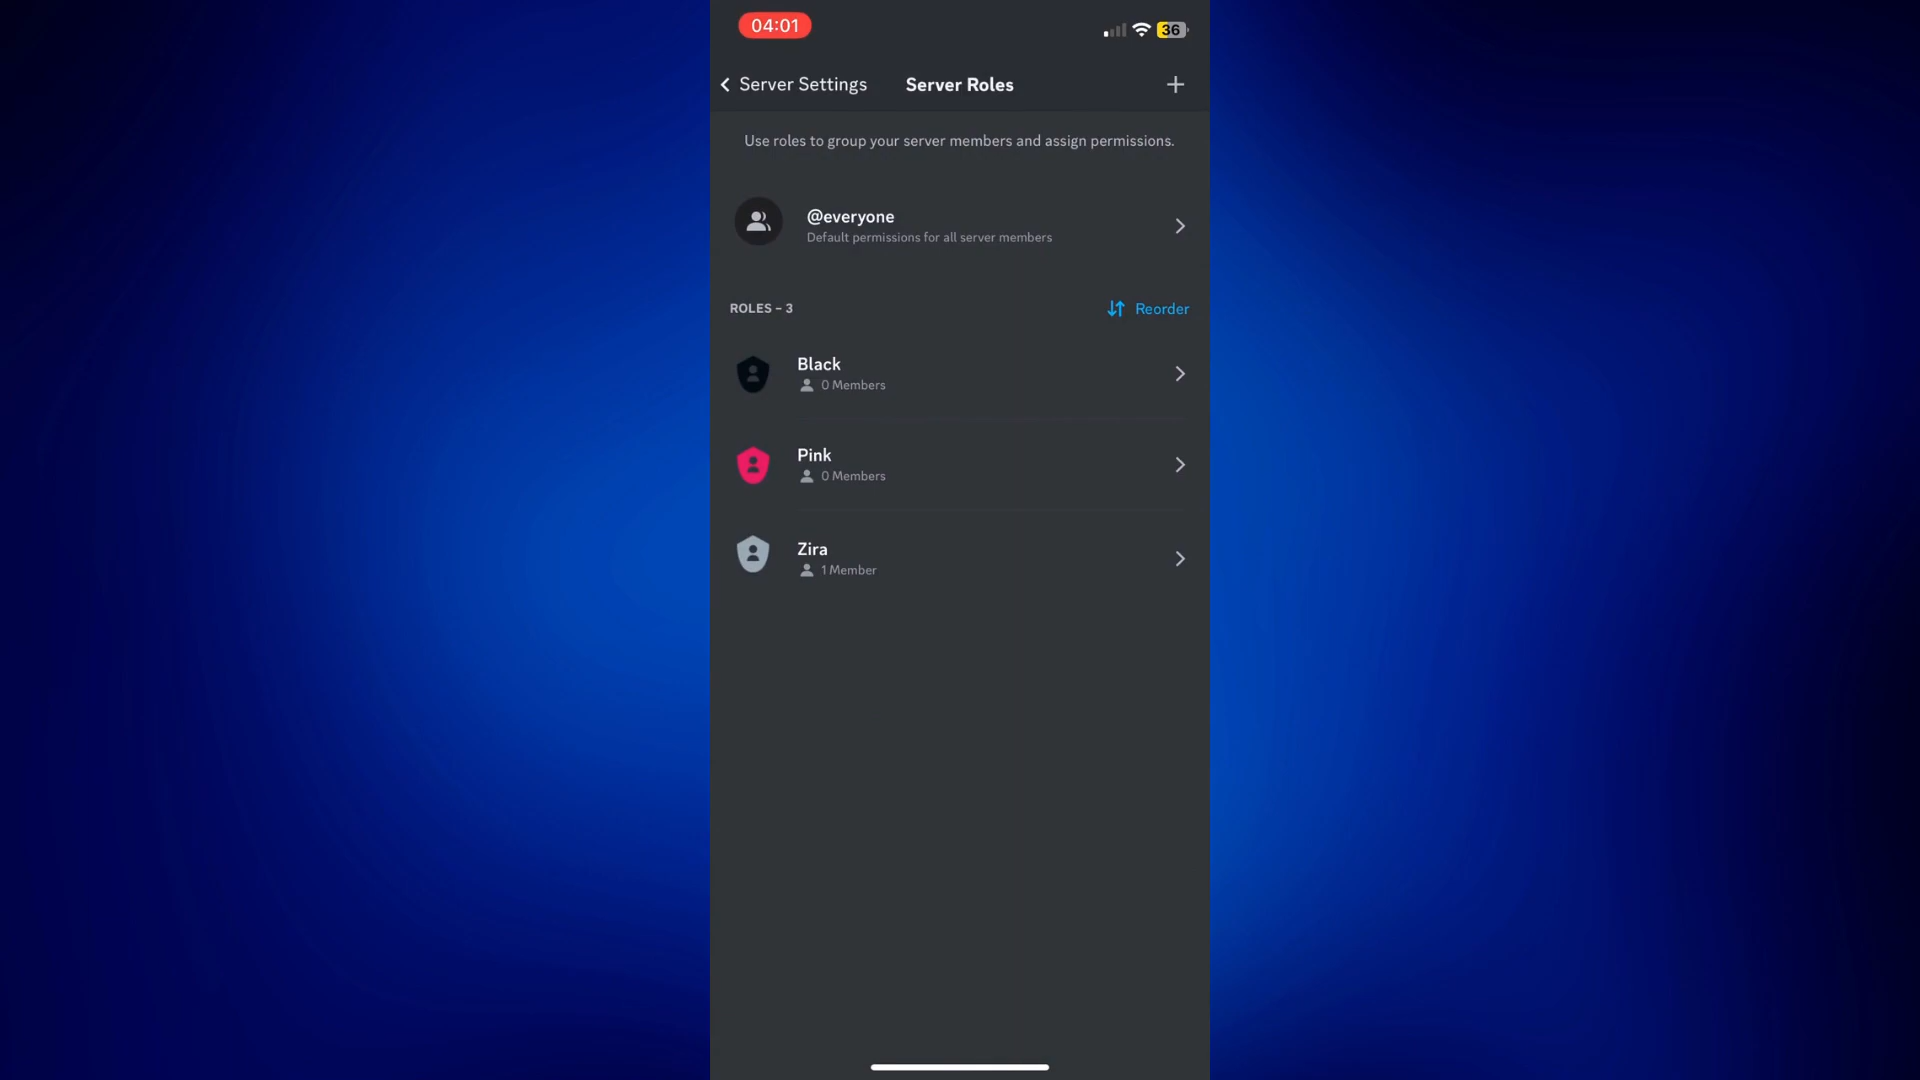 04:01
36
Server Settings
Server Roles
Use roles to group your server members and assign permissions.
@everyone
Default permissions for all server members
ROLES – 3
Reorder
Black
0 Members
Pink
0 Members
Zira
1 Member